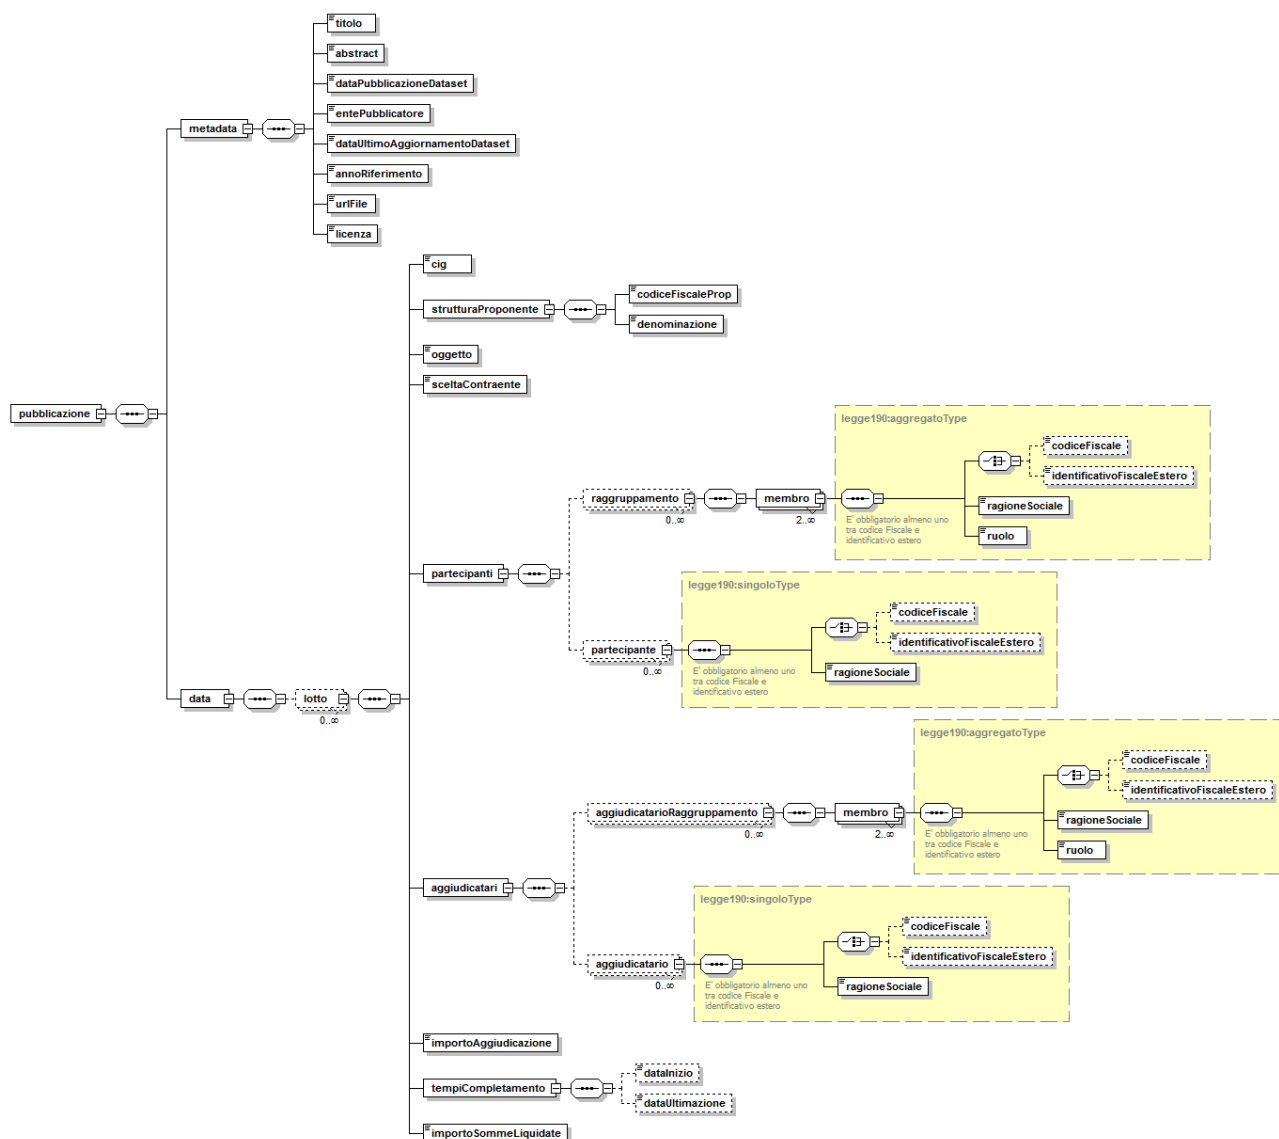 titolo
abstract
dataPubblicazioneDataset
entePubblicatore
metadata
dataUltimoAggiornamentoDataset
annoRiferimento
urlFile
licenza
cig
codiceFiscaleProp
strutturaProponente
denominazione
oggetto
sceltaContraente
pubblicazione
legge190:aggregatoType
codiceFiscale
identificativoFiscaleEstero
raggruppamento
0..∞
membro
2..∞
E' obbligatorio almeno uno
tra codice Fiscale e
identificativo estero
ragioneSociale
ruolo
partecipanti
legge190:singoloType
codiceFiscale
identificativoFiscaleEstero
partecipante
0..∞
E' obbligatorio almeno uno
tra codice Fiscale e
identificativo estero
ragioneSociale
data
lotto
0..∞
legge190:aggregatoType
codiceFiscale
identificativoFiscaleEstero
aggiudicatarioRaggruppamento
0..∞
membro
2..∞
E' obbligatorio almeno uno
tra codice Fiscale e
identificativo estero
ragioneSociale
ruolo
aggiudicatari
legge190:singoloType
codiceFiscale
identificativoFiscaleEstero
aggiudicatario
0..∞
E' obbligatorio almeno uno
tra codice Fiscale e
identificativo estero
ragioneSociale
importoAggiudicazione
dataInizio
tempiCompletamento
dataUltimazione
importoSommeLiquidate